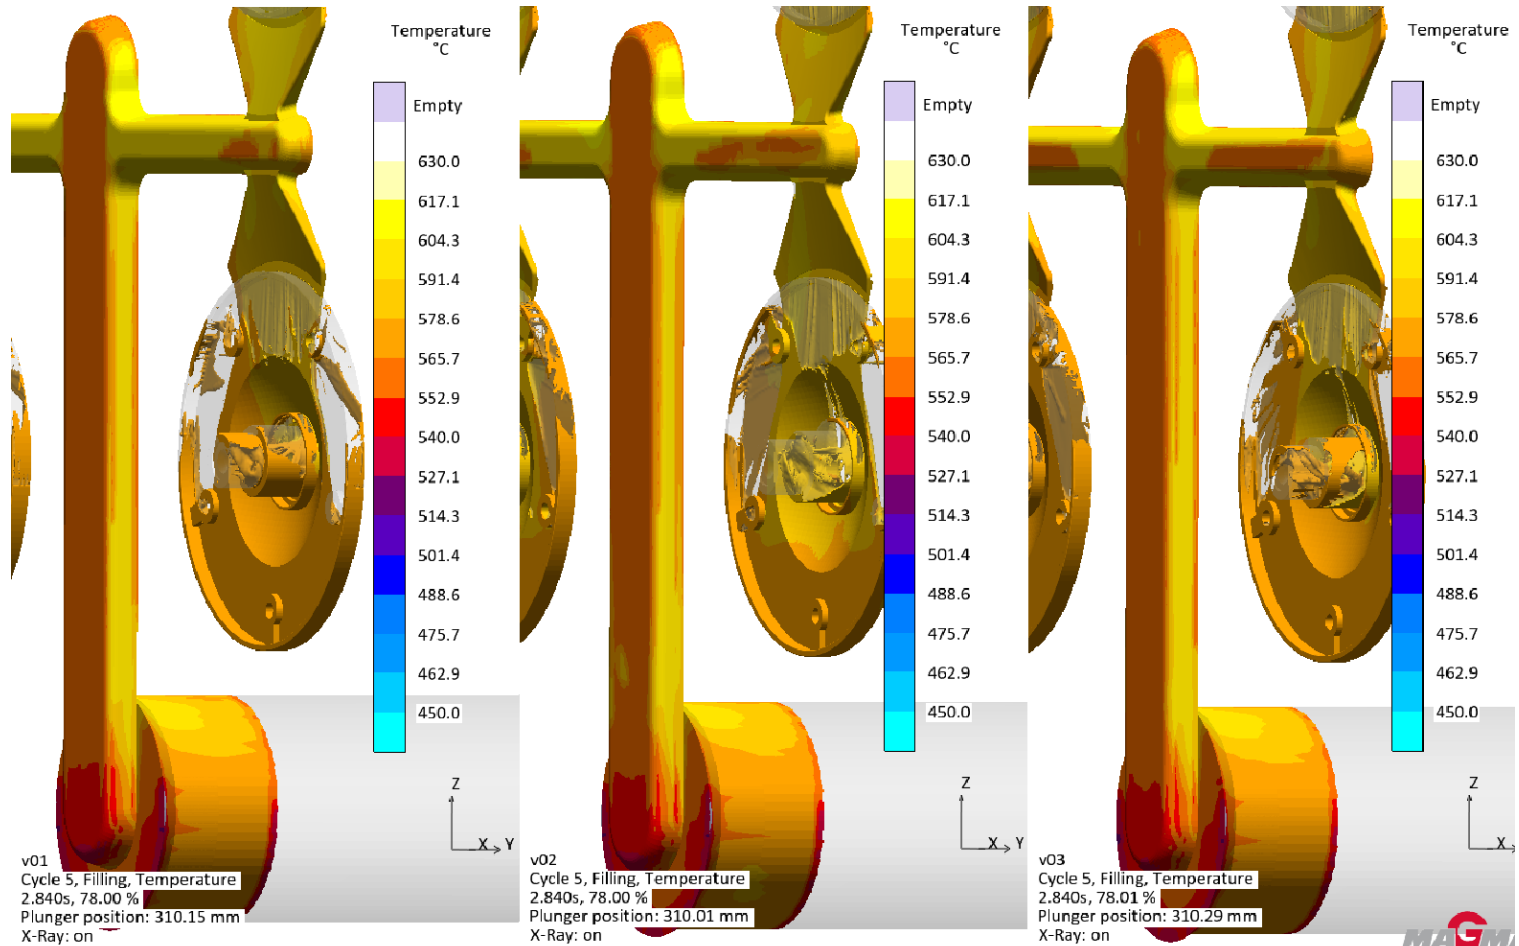 Temperature
°C
Empty
630.0
617.1
604.3
591.4
578.6
565.7
552.9
540.0
527.1
514.3
501.4
488.6
475.7
462.9
450.0
Z
X Y
v01
Cycle 5, Filling, Temperature
2.840s, 78.00 %
Plunger position: 310.15 mm
X-Ray: on
Temperature
°C
Empty
630.0
617.1
604.3
591.4
578.6
565.7
552.9
540.0
527.1
514.3
501.4
488.6
475.7
462.9
450.0
Z
X Y
v02
Cycle 5, Filling, Temperature
2.840s, 78.00 %
Plunger position: 310.01 mm
X-Ray: on
Temperature
°C
Empty
630.0
617.1
604.3
591.4
578.6
565.7
552.9
540.0
527.1
514.3
501.4
488.6
475.7
462.9
450.0
Z
X
v03
Cycle 5, Filling, Temperature
2.840s, 78.01 %
Plunger position: 310.29 mm
X-Ray: on
MAGMA